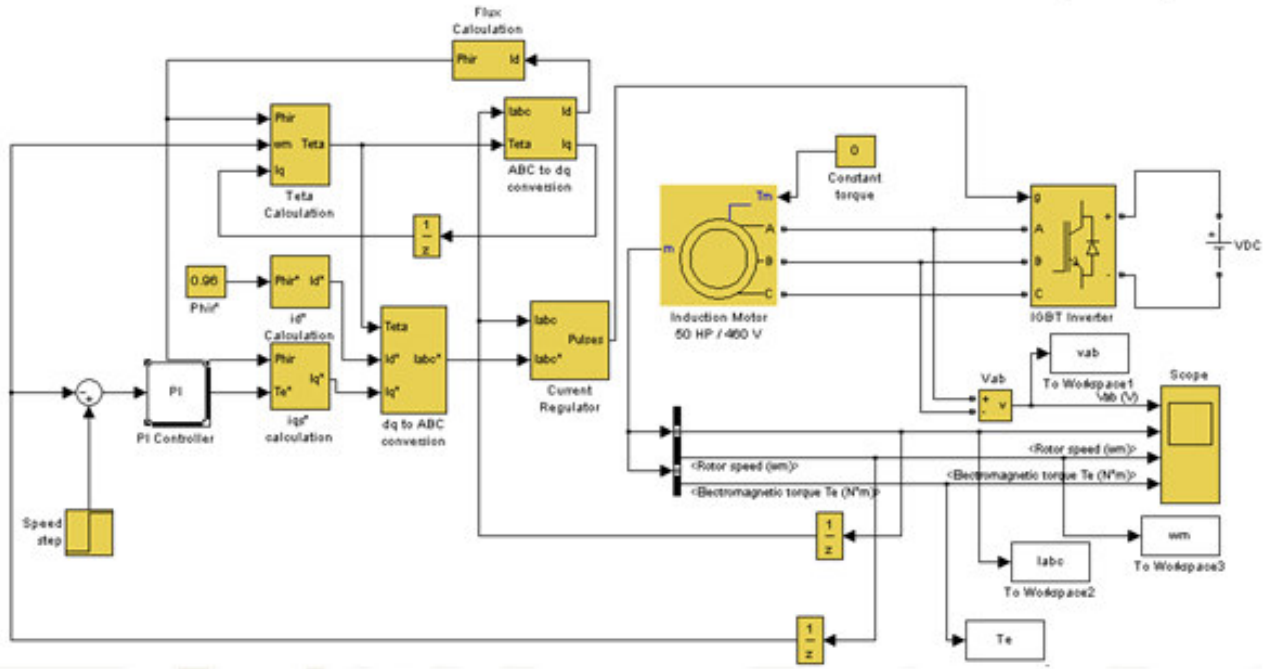 Flux
Calculation
Phir Id
Phir
wm Teta
Iq
Teta
Calculation
Iabc Id
Teta Iq
ABC to dq
conversion
1
z
0.96
Phir*
Phir* Id*
id*
Calculation
Phir
Iq*
Te*
iqs*
calculation
Teta
Id* Iabc*
Iq*
dq to ABC
conversion
PI
PI Controller
Speed
step
Iabc
Pulses
Iabc*
Current
Regulator
0
Constant
torque
Tm
m
A
B
C
Induction Motor
50 HP / 460 V
g
A
B
C
+
-
IGBT Inverter
+
VDC
vab
To Workspace1
Vab
+
-
v
Vab (V)
Scope
<Rotor speed (wm)>
<Electromagnetic torque Te (N*m)>
<Rotor speed (wm)>
<Electromagnetic torque Te (N*m)>
1
z
wm
To Workspace3
Iabc
To Workspace2
1
z
Te